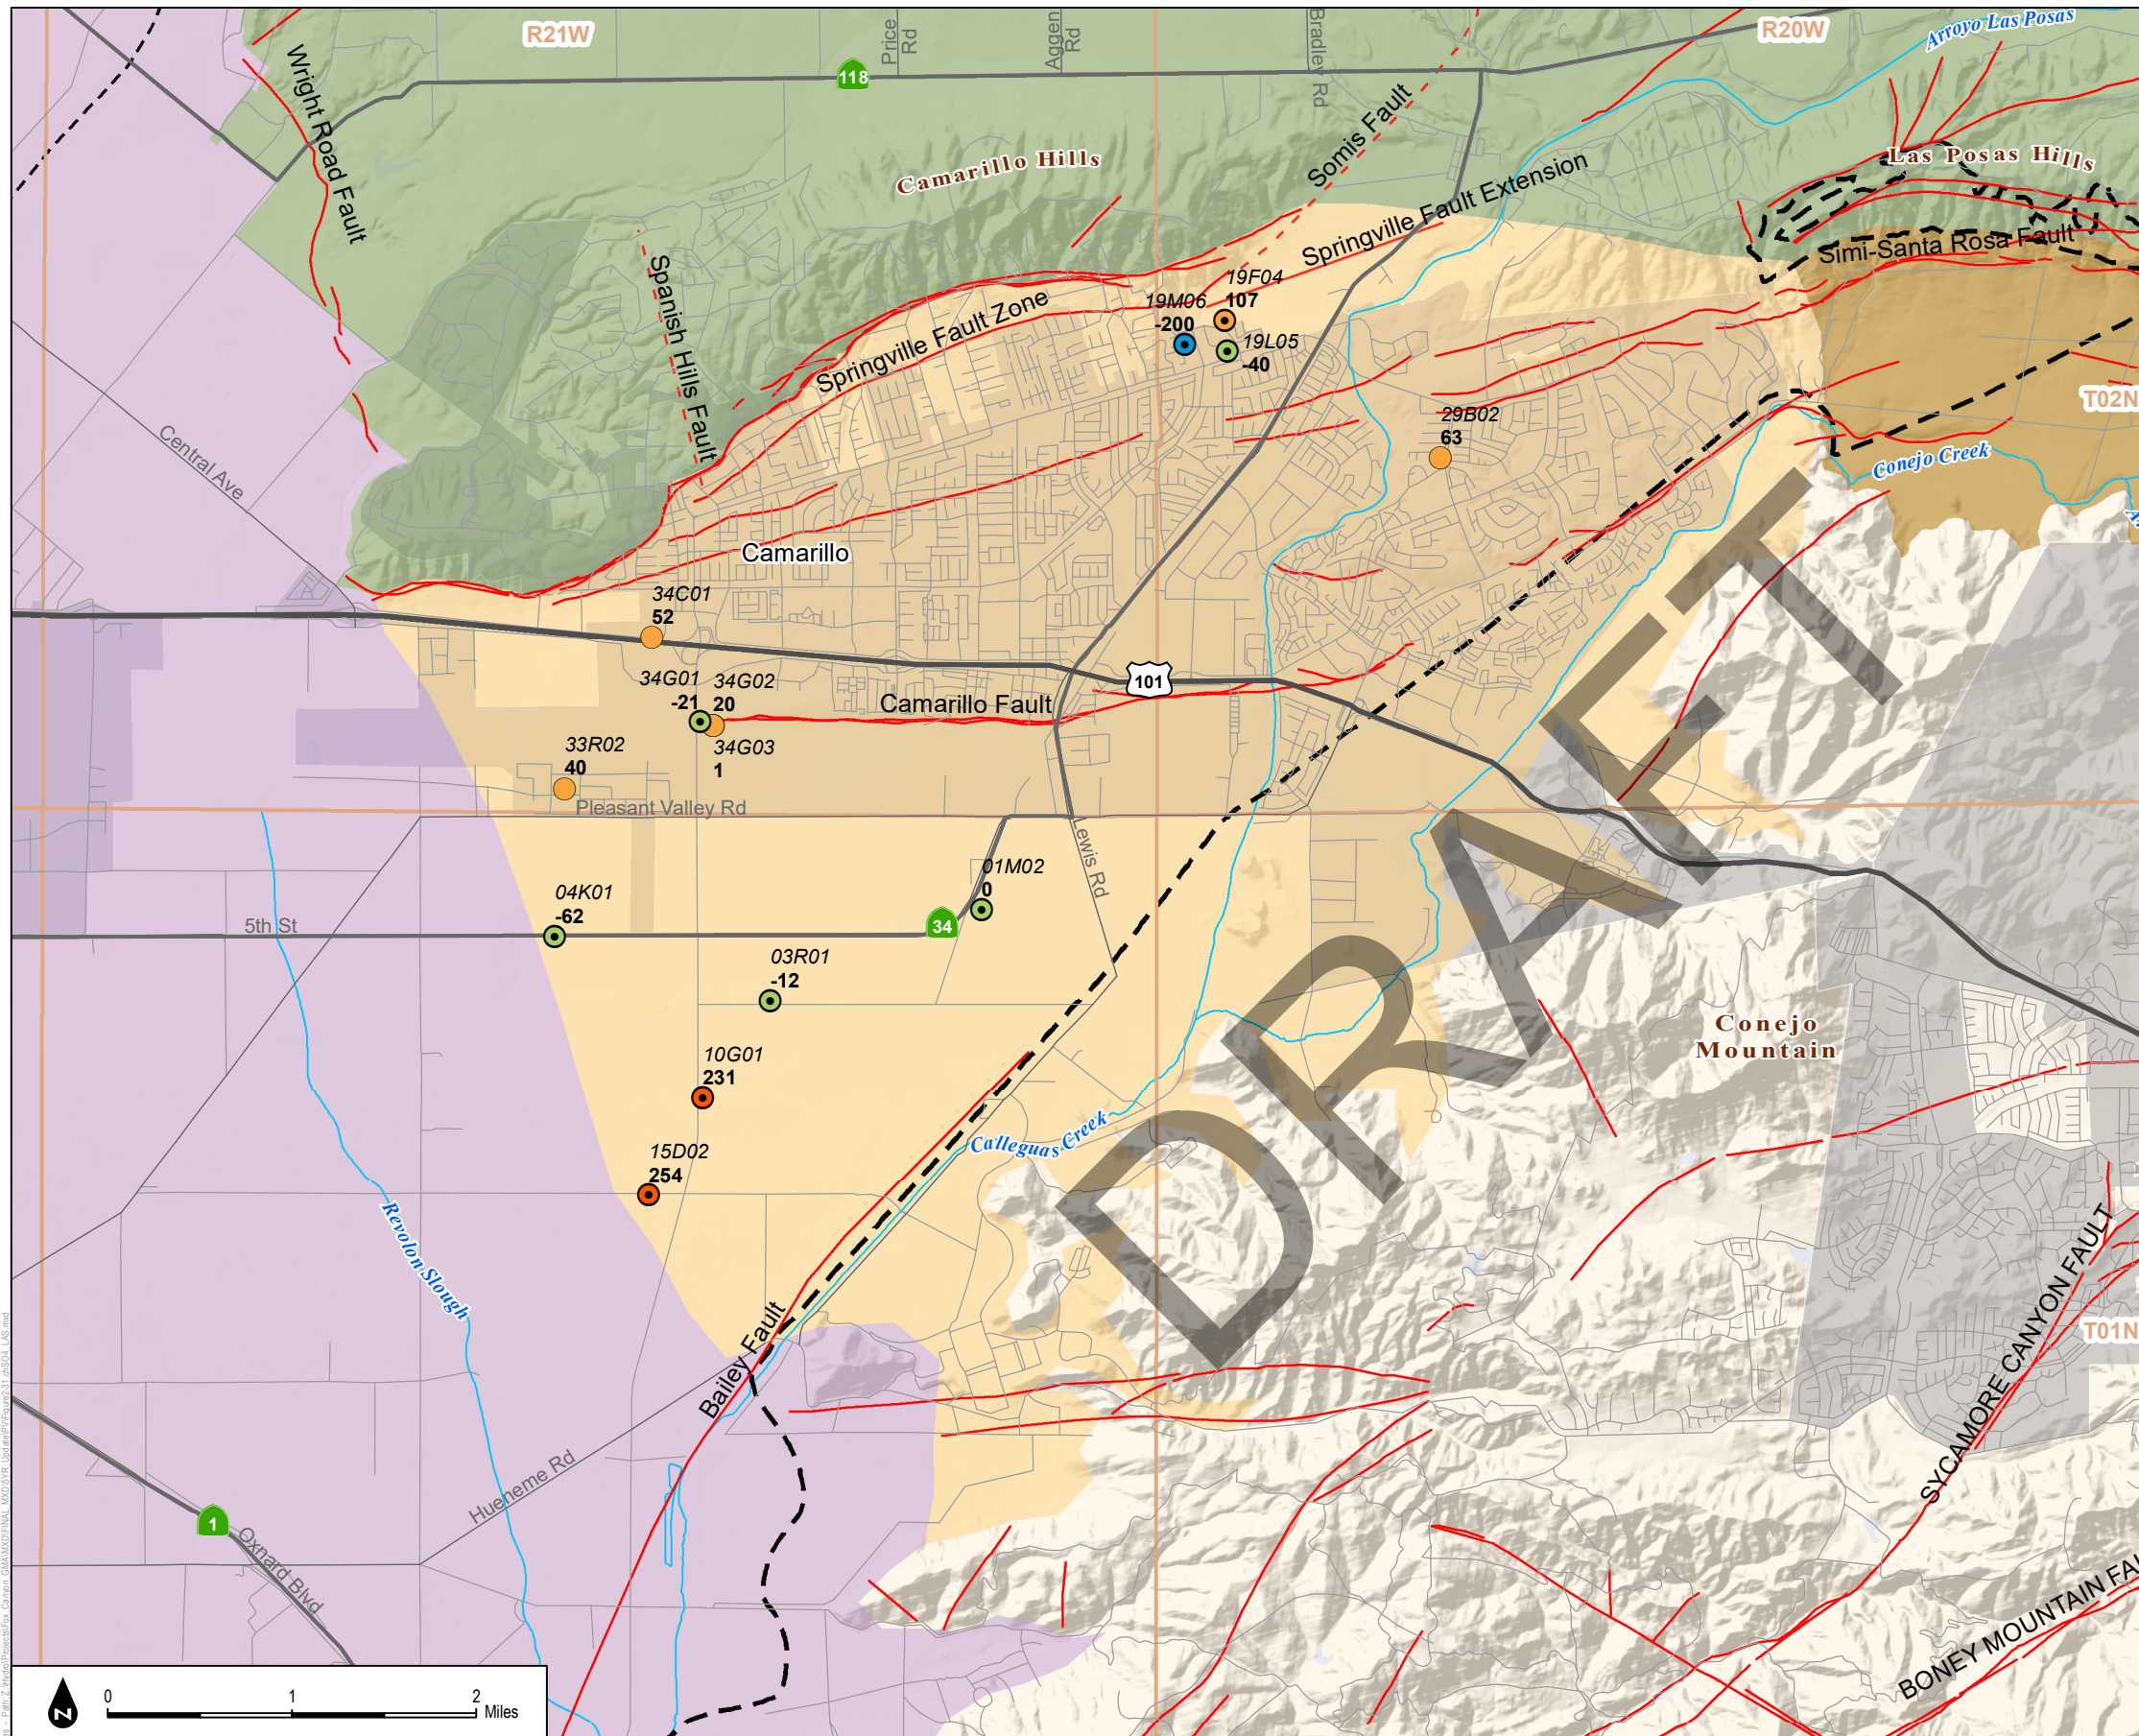 R21W
Price
Rd
Aggen
Rd
Bradley Rd
R20W
Arroyo Las Posas
118
Wright Road Fault
Camarillo Hills
Somis Fault
Las Posas Hills
Springville Fault Extension
Simi-Santa Rosa Fault
Spanish Hills Fault
Springville Fault Zone
19F04
107
19M06
-200
19L05
-40
T02N
29B02
63
Central Ave
Conejo Creek
Camarillo
34C01
52
34G01
-21
34G02
20
101
Camarillo Fault
34G03
1
33R02
40
Pleasant Valley Rd
Lewis Rd
01M02
0
04K01
-62
34
5th St
03R01
-12
DRAFT
Conejo
Mountain
10G01
231
Calleguas Creek
15D02
254
Revolon Slough
SYCAMORE CANYON FAULT
T01N
Bailey Fault
Hueneme Rd
1
Oxnard Blvd
BONEY MOUNTAIN FA
Z
0
1
2
Miles